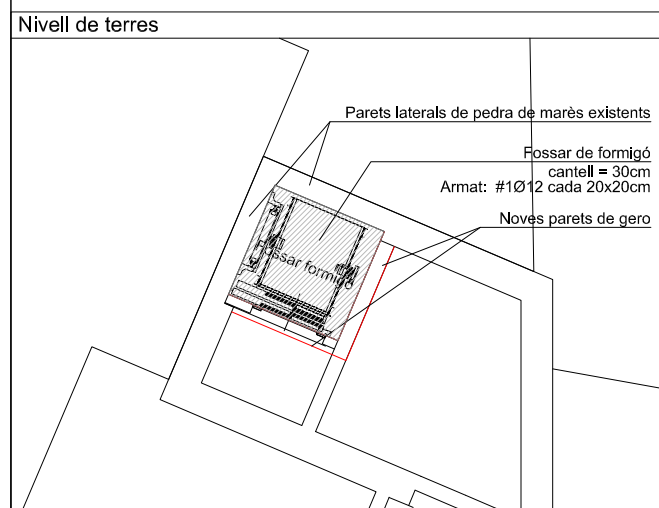 Nivell de terres
Parets laterals de pedra de marès existents
Fossar de formigó
cantell = 30cm
Armat: #1Ø12 cada 20x20cm
Noves parets de gero
Fossar formigó